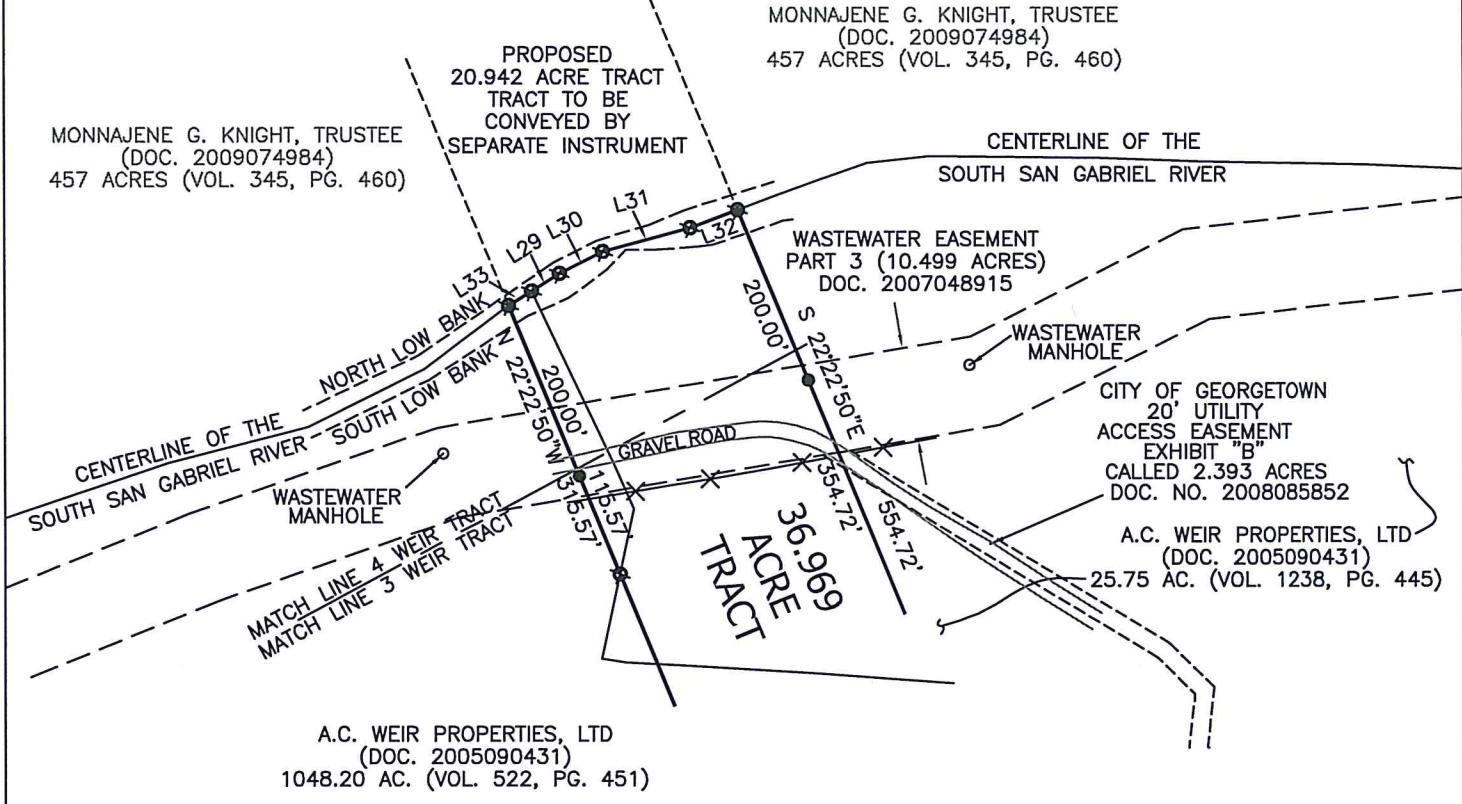 MONNAJENE G. KNIGHT, TRUSTEE
(DOC. 2009074984)
457 ACRES (VOL. 345, PG. 460)
PROPOSED
20.942 ACRE TRACT
TRACT TO BE
CONVEYED BY
SEPARATE INSTRUMENT
MONNAJENE G. KNIGHT, TRUSTEE
(DOC. 2009074984)
457 ACRES (VOL. 345, PG. 460)
CENTERLINE OF THE
SOUTH SAN GABRIEL RIVER
L33
L29
L30
L31
L32
WASTEWATER EASEMENT
PART 3 (10.499 ACRES)
DOC. 2007048915
NORTH LOW BANK
SOUTH LOW BANK
CENTERLINE OF THE
SOUTH SAN GABRIEL RIVER
N 22°22'50"W
200.00'
115.57'
315.57'
200.00'
S 22°22'50"E
354.72'
554.72'
WASTEWATER
MANHOLE
WASTEWATER
MANHOLE
GRAVEL ROAD
CITY OF GEORGETOWN
20' UTILITY
ACCESS EASEMENT
EXHIBIT "B"
CALLED 2.393 ACRES
DOC. NO. 2008085852
MATCH LINE 4 WEIR TRACT
MATCH LINE 3 WEIR TRACT
36.969
ACRE
TRACT
A.C. WEIR PROPERTIES, LTD
(DOC. 2005090431)
25.75 AC. (VOL. 1238, PG. 445)
A.C. WEIR PROPERTIES, LTD
(DOC. 2005090431)
1048.20 AC. (VOL. 522, PG. 451)